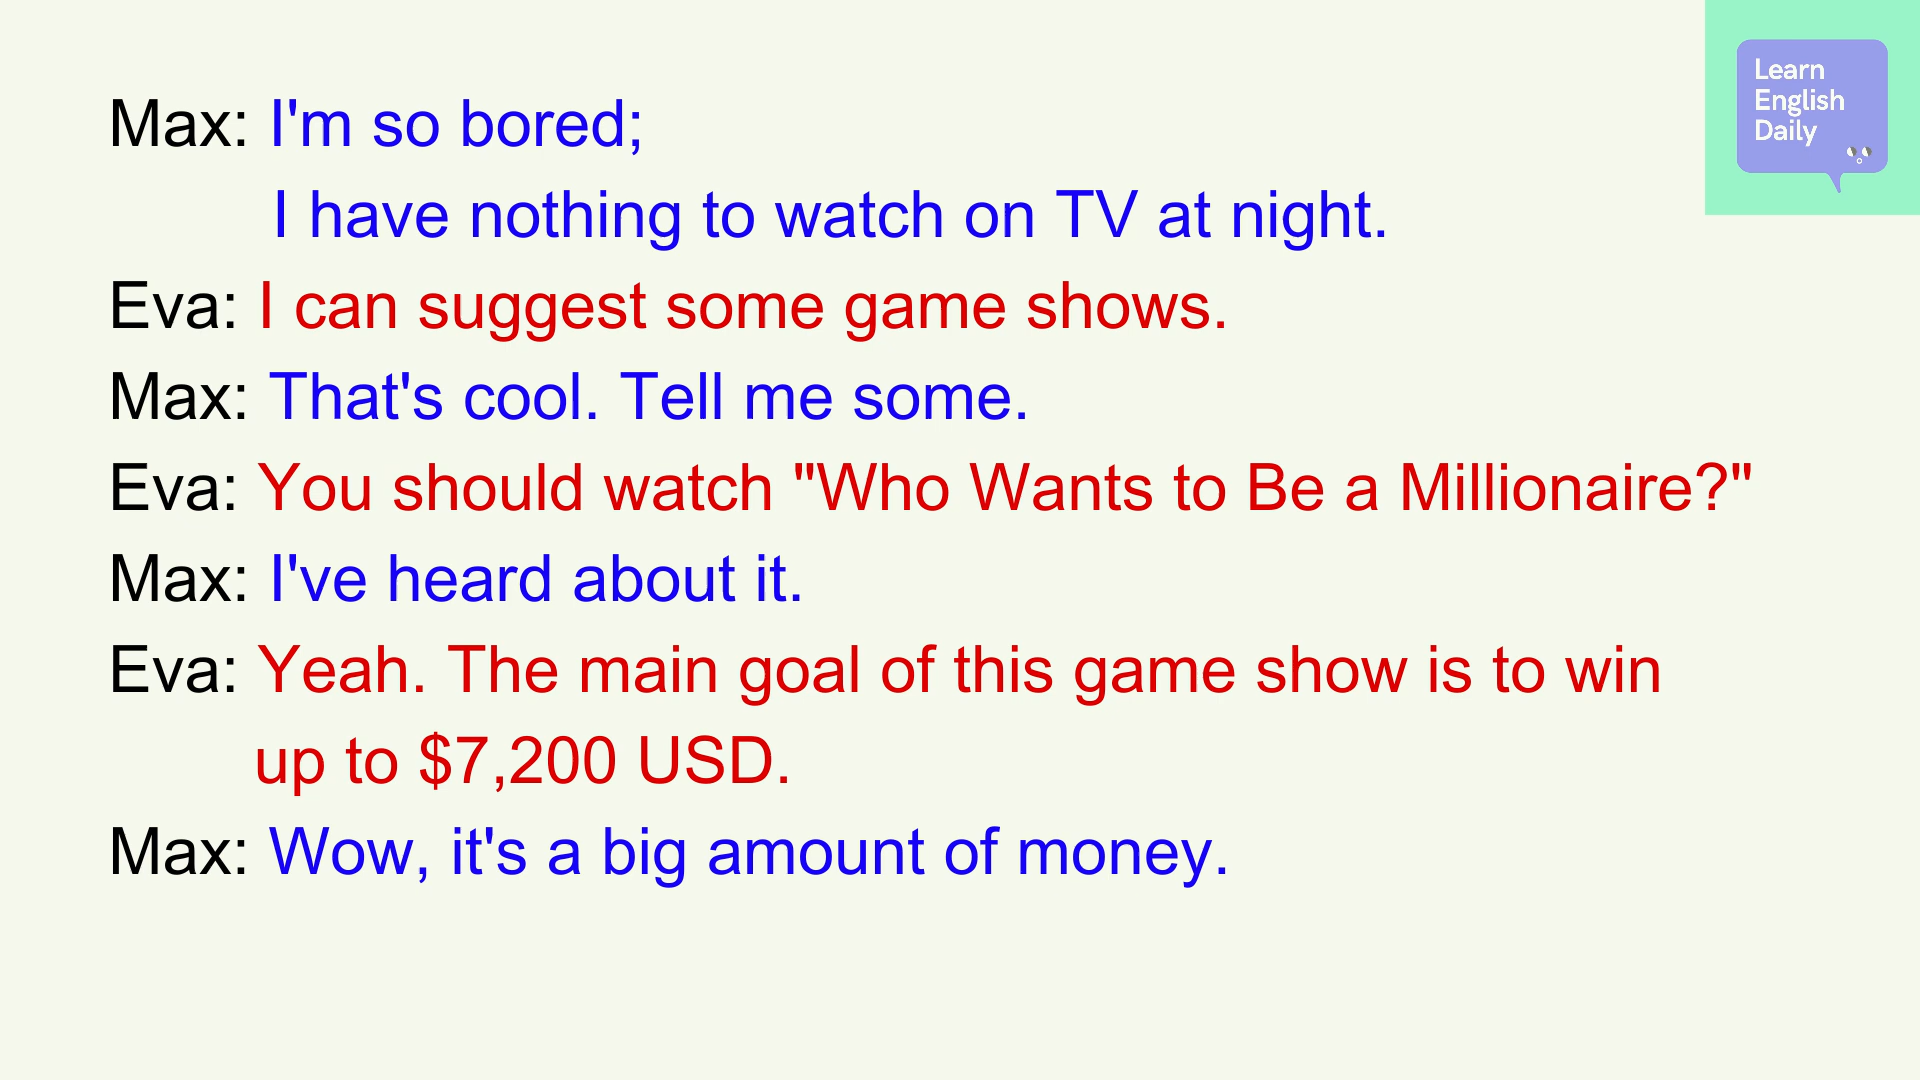 Learn
English
Daily
Max: I'm so bored;
I have nothing to watch on TV at night.
Eva: I can suggest some game shows.
Max: That's cool. Tell me some.
Eva: You should watch "Who Wants to Be a Millionaire?"
Max: I've heard about it.
Eva: Yeah. The main goal of this game show is to win
up to $7,200 USD.
Max: Wow, it's a big amount of money.